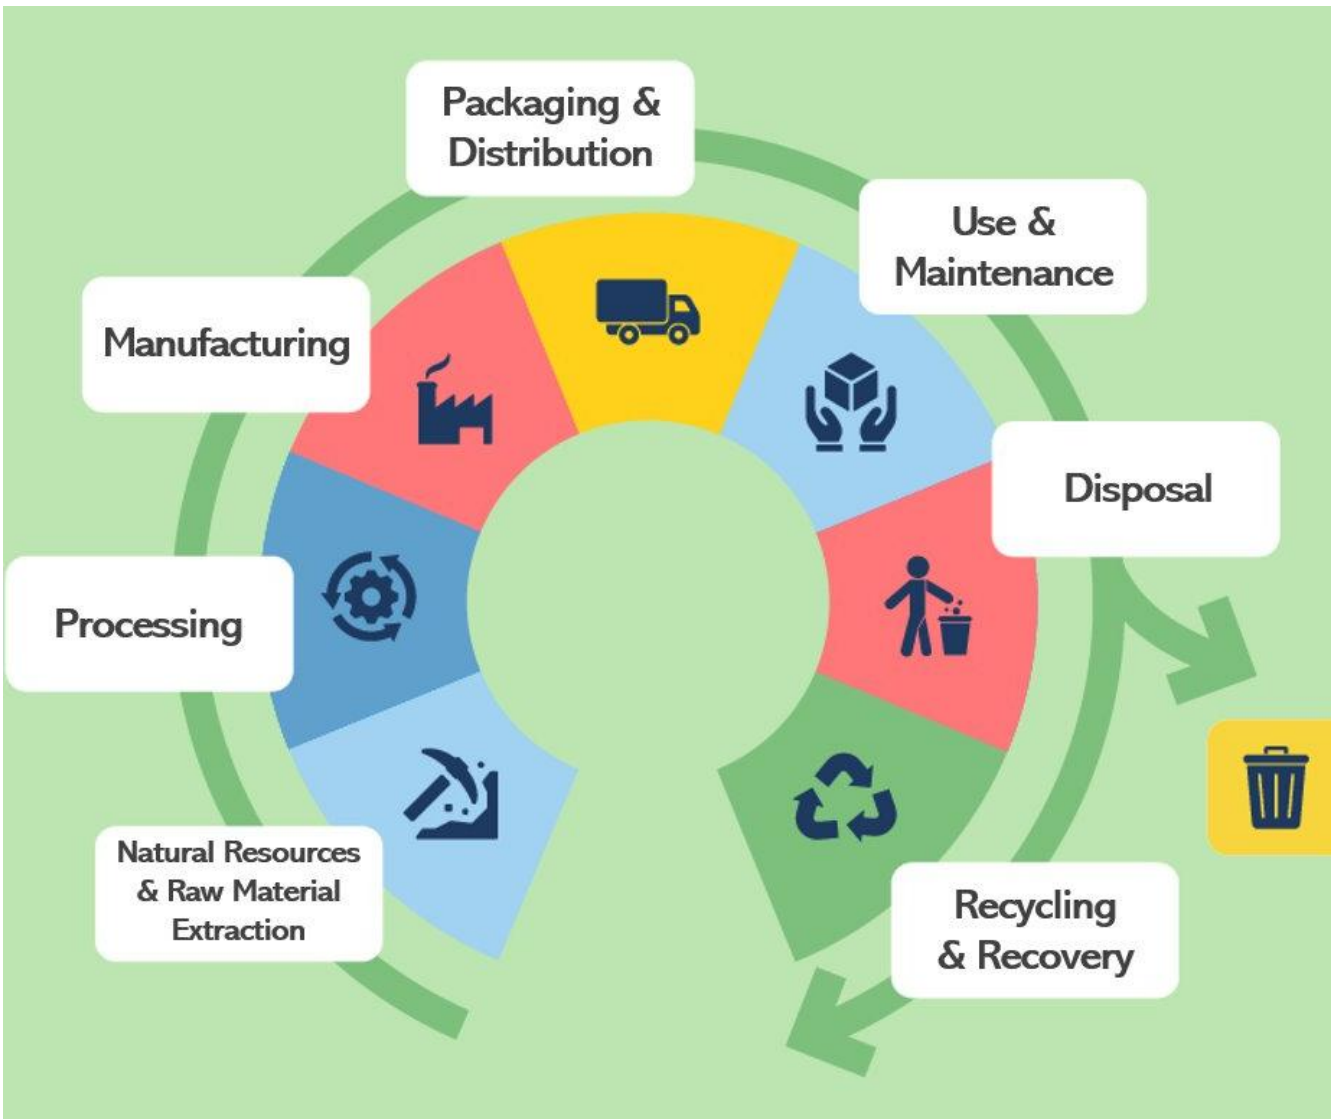 Packaging &
Distribution
Use &
Maintenance
Manufacturing
Disposal
Processing
Natural Resources
& Raw Material
Extraction
Recycling
& Recovery